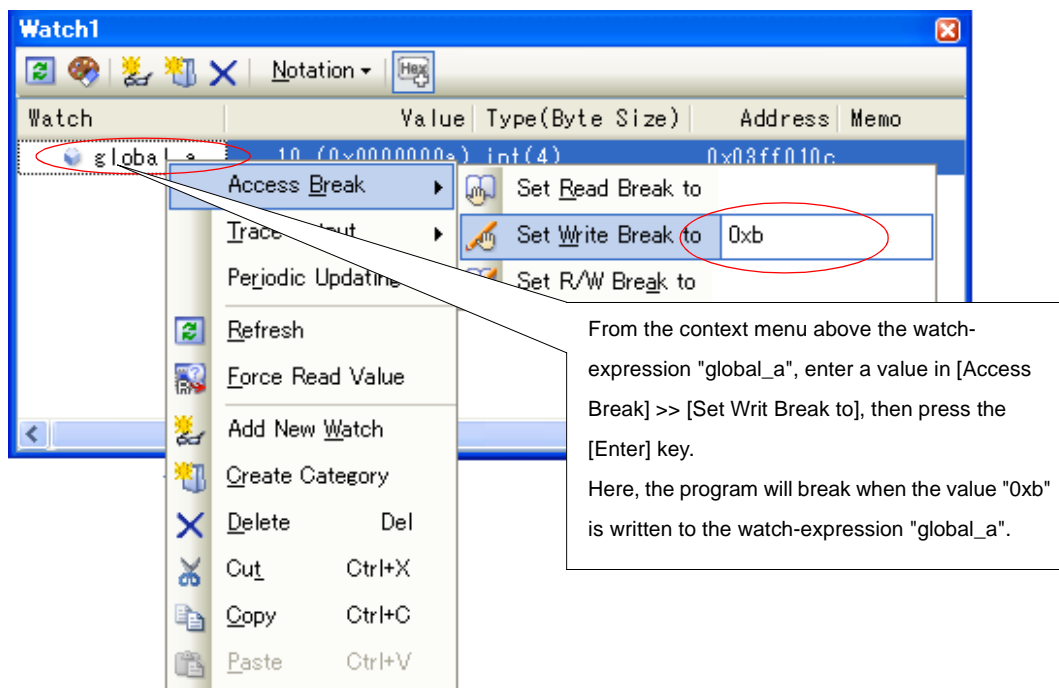 Watch1
Notation
Hex
Watch Value Type(Byte Size) Address Memo
global_a 10 (0x0000000a) int(4) 0x03ff010c
Access Break Set Read Break to
Set Write Break to 0xb
Periodic Updating Set R/W Break to
Refresh
Force Read Value
Add New Watch
Create Category
Delete Del
Cut Ctrl+X
Copy Ctrl+C
Paste Ctrl+V
From the context menu above the watch-
expression "global_a", enter a value in [Access
Break] >> [Set Writ Break to], then press the
[Enter] key.
Here, the program will break when the value "0xb"
is written to the watch-expression "global_a".